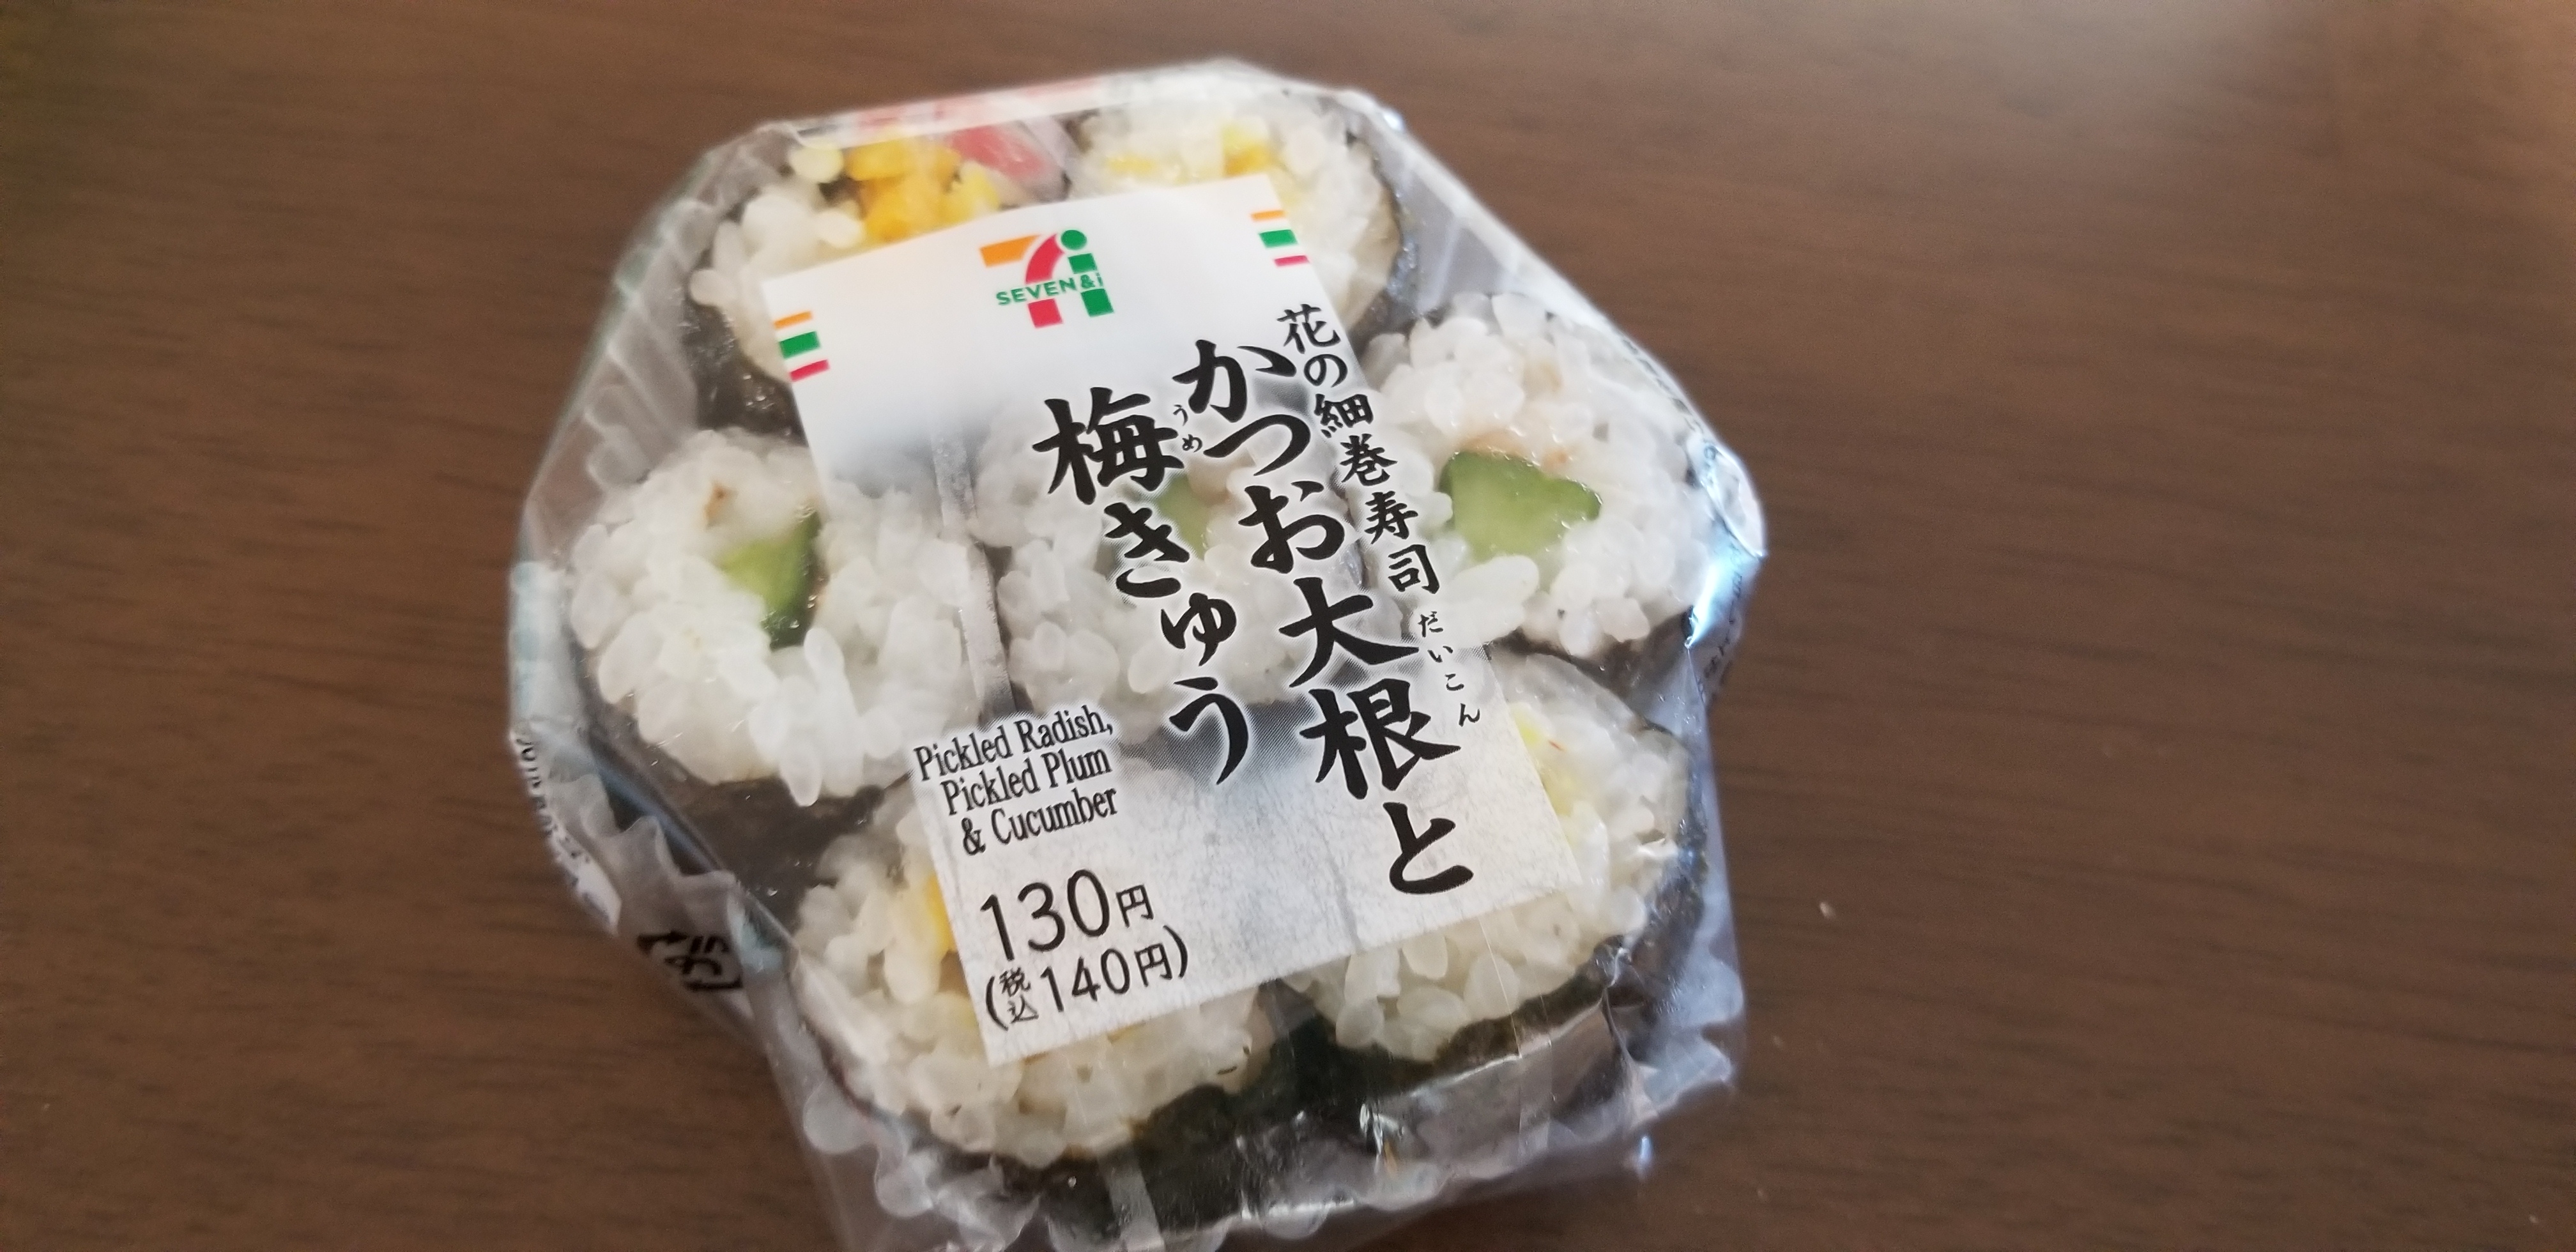 SEVEN&i
花の細巻寿司
かつお大根と
だいこん
梅きゅう
うめ
Pickled Radish,
Pickled Plum
& Cucumber
130円
(税込140円)